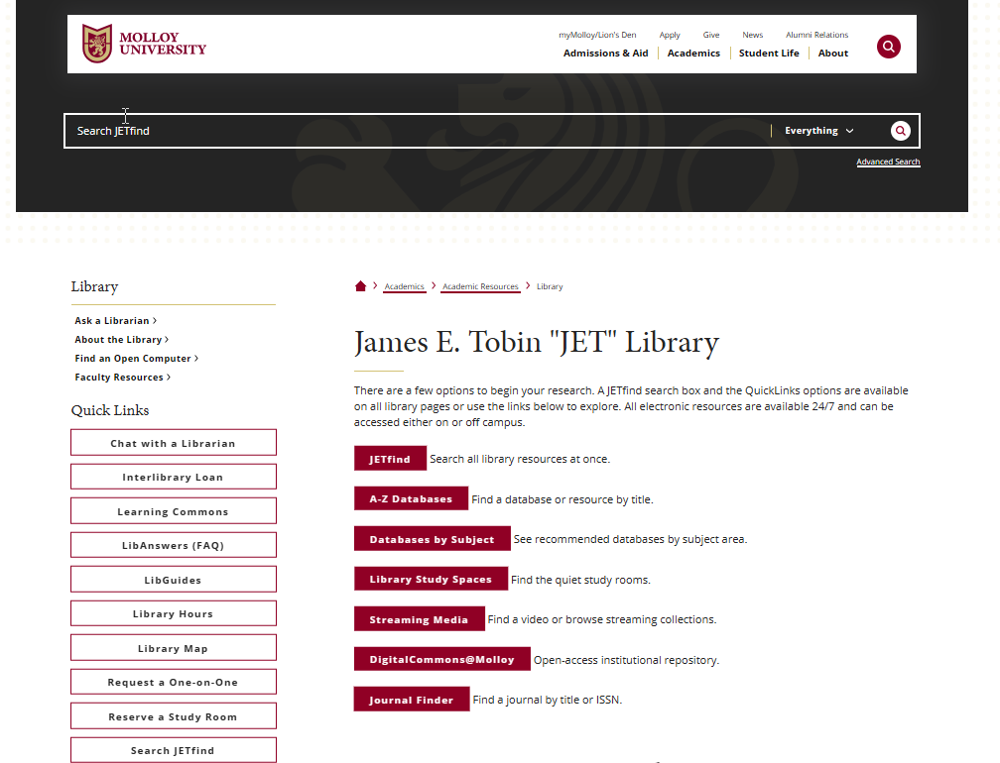 MOLLOY
UNIVERSITY
myMolloy/Lion's Den Apply Give News Alumni Relations
Admissions & Aid Academics Student Life About
Search JETfind Everything
Advanced Search
Library
Ask a Librarian
About the Library
Find an Open Computer
Faculty Resources
Quick Links
Chat with a Librarian
Interlibrary Loan
Learning Commons
LibAnswers (FAQ)
LibGuides
Library Hours
Library Map
Request a One-on-One
Reserve a Study Room
Search JETfind
Academics Academic Resources Library
James E. Tobin "JET" Library
There are a few options to begin your research. A JETfind search box and the QuickLinks options are available
on all library pages or use the links below to explore. All electronic resources are available 24/7 and can be
accessed either on or off campus.
JETfind Search all library resources at once.
A-Z Databases Find a database or resource by title.
Databases by Subject See recommended databases by subject area.
Library Study Spaces Find the quiet study rooms.
Streaming Media Find a video or browse streaming collections.
DigitalCommons@Molloy Open-access institutional repository.
Journal Finder Find a journal by title or ISSN.